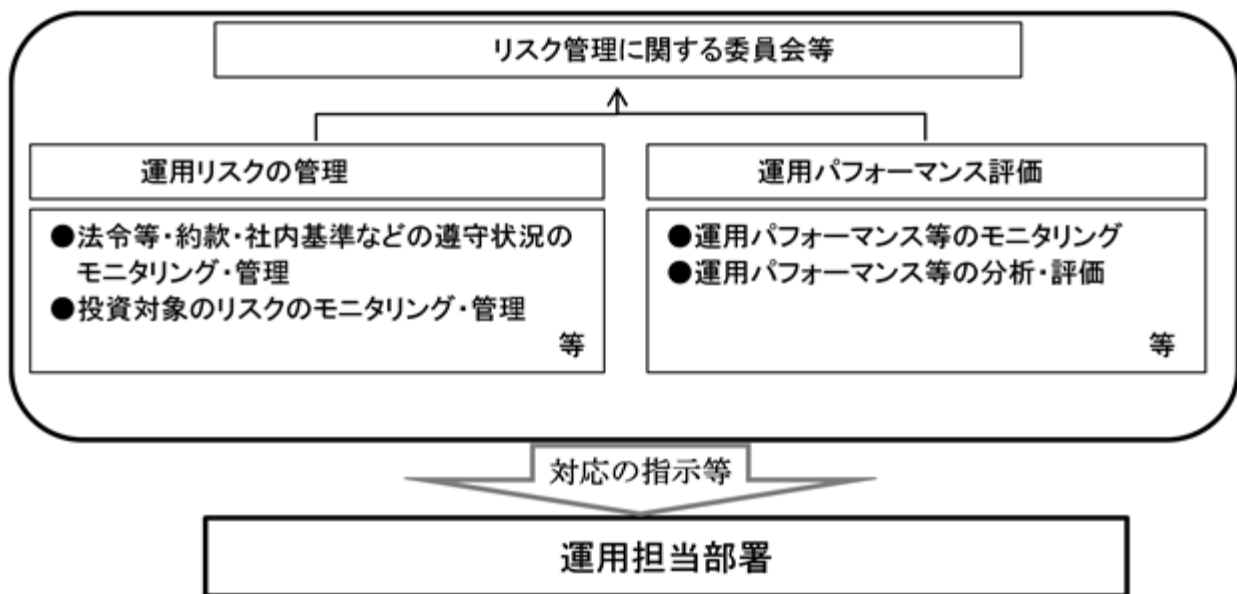 リスク管理に関する委員会等
運用リスクの管理
●法令等・約款・社内基準などの遵守状況の
モニタリング・管理
●投資対象のリスクのモニタリング・管理
等
運用パフォーマンス評価
●運用パフォーマンス等のモニタリング
●運用パフォーマンス等の分析・評価
等
対応の指示等
運用担当部署